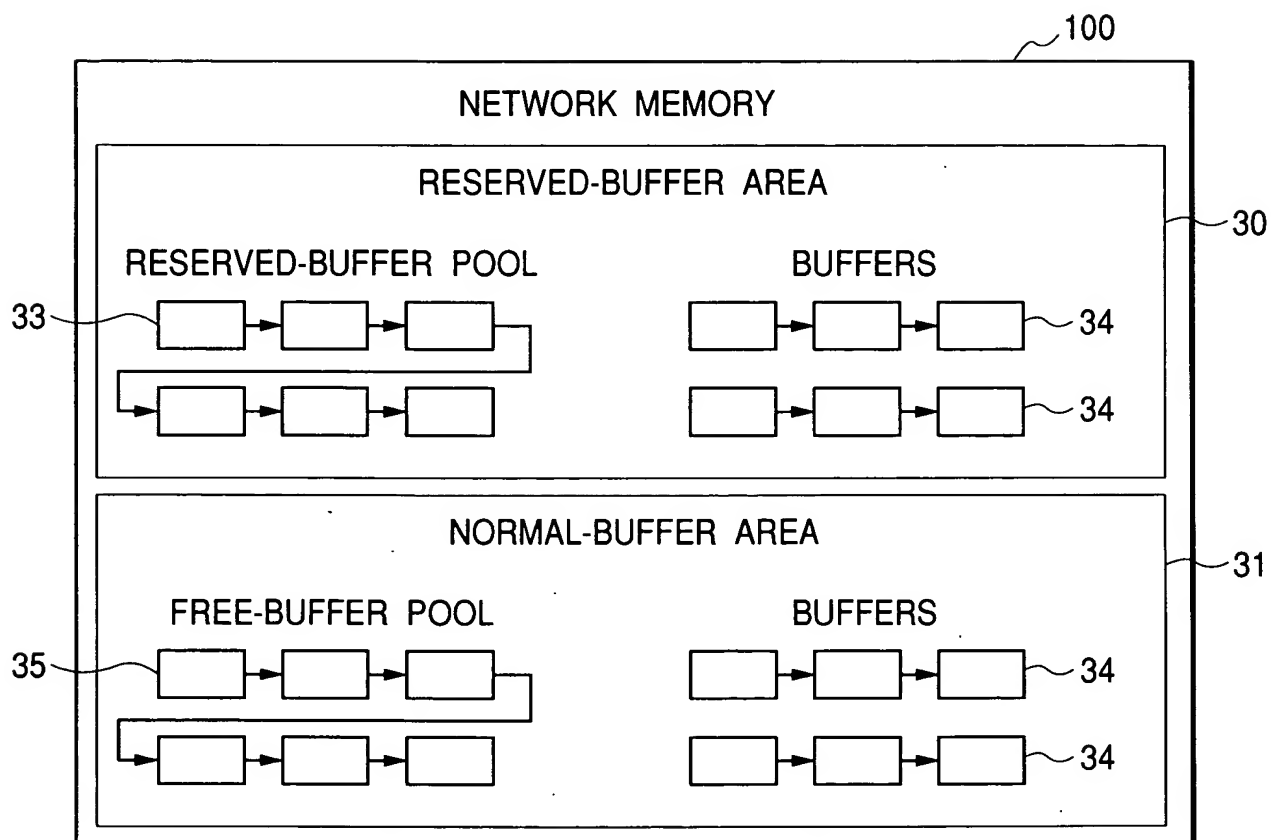 100
NETWORK MEMORY
RESERVED-BUFFER AREA
30
RESERVED-BUFFER POOL
BUFFERS
33
34
34
NORMAL-BUFFER AREA
31
FREE-BUFFER POOL
BUFFERS
35
34
34